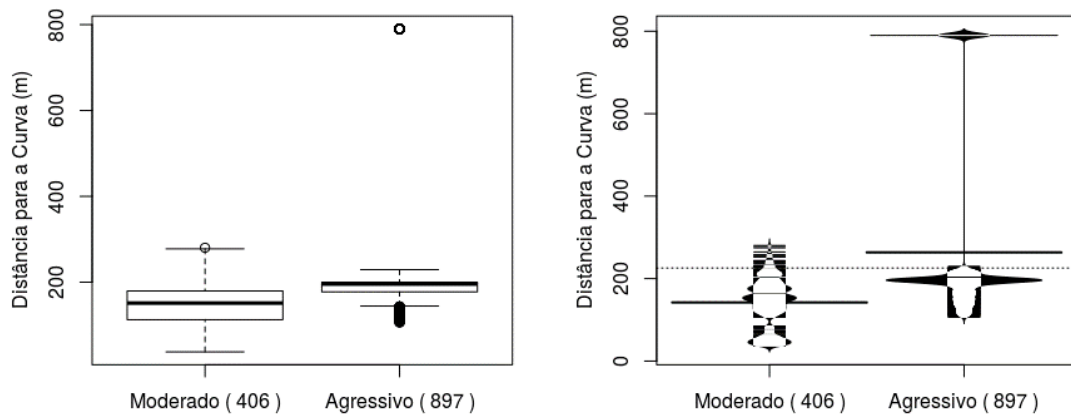 Distância para a Curva (m)
800
600
400
200
Moderado ( 406 )
Agressivo ( 897 )
Distância para a Curva (m)
800
600
400
200
0
Moderado ( 406 )
Agressivo ( 897 )